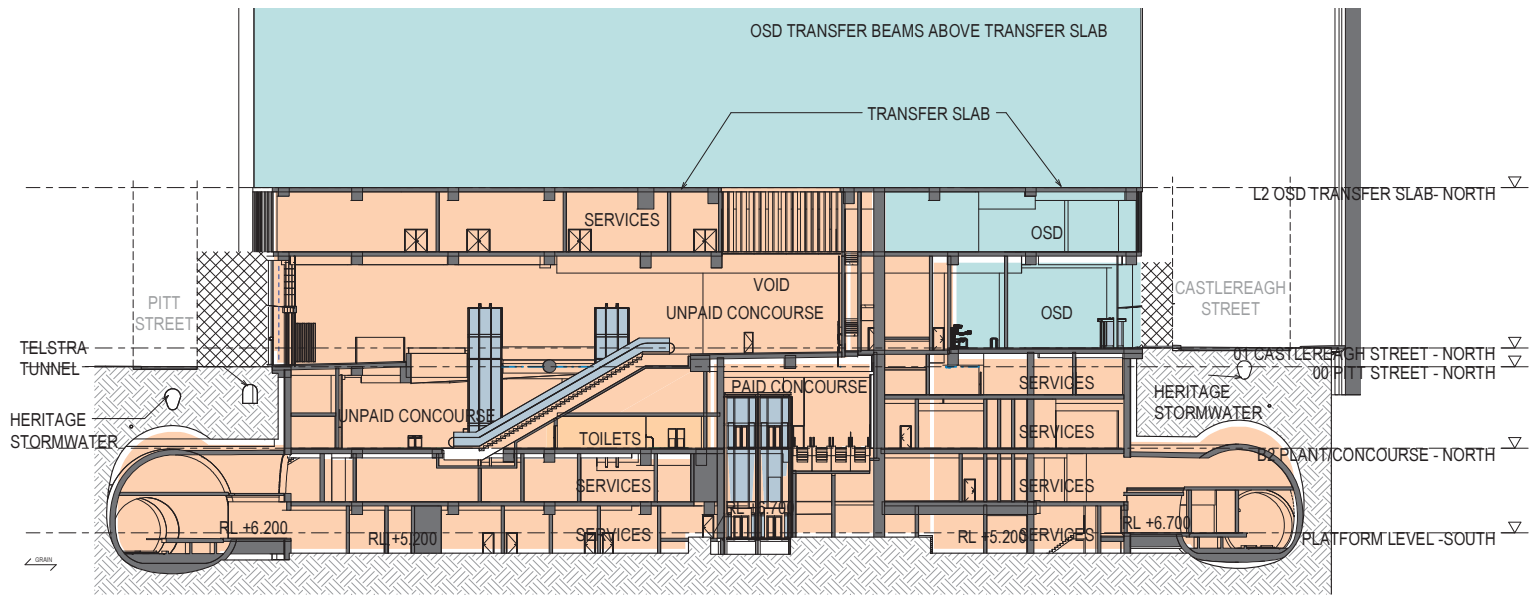 OSD TRANSFER BEAMS ABOVE TRANSFER SLAB
TRANSFER SLAB
L2 OSD TRANSFER SLAB- NORTH
SERVICES
OSD
VOID
UNPAID CONCOURSE
OSD
PITT
STREET
CASTLEREAGH
STREET
TELSTRA
TUNNEL
01 CASTLEREAGH STREET - NORTH
00 PITT STREET - NORTH
PAID CONCOURSE
SERVICES
HERITAGE
STORMWATER
UNPAID CONCOURSE
HERITAGE
STORMWATER
TOILETS
SERVICES
B2 PLANT/CONCOURSE - NORTH
SERVICES
SERVICES
RL +6.200
RL +5.200
SERVICES
RL +5.200
SERVICES
RL +6.700
PLATFORM LEVEL -SOUTH
GRAIN